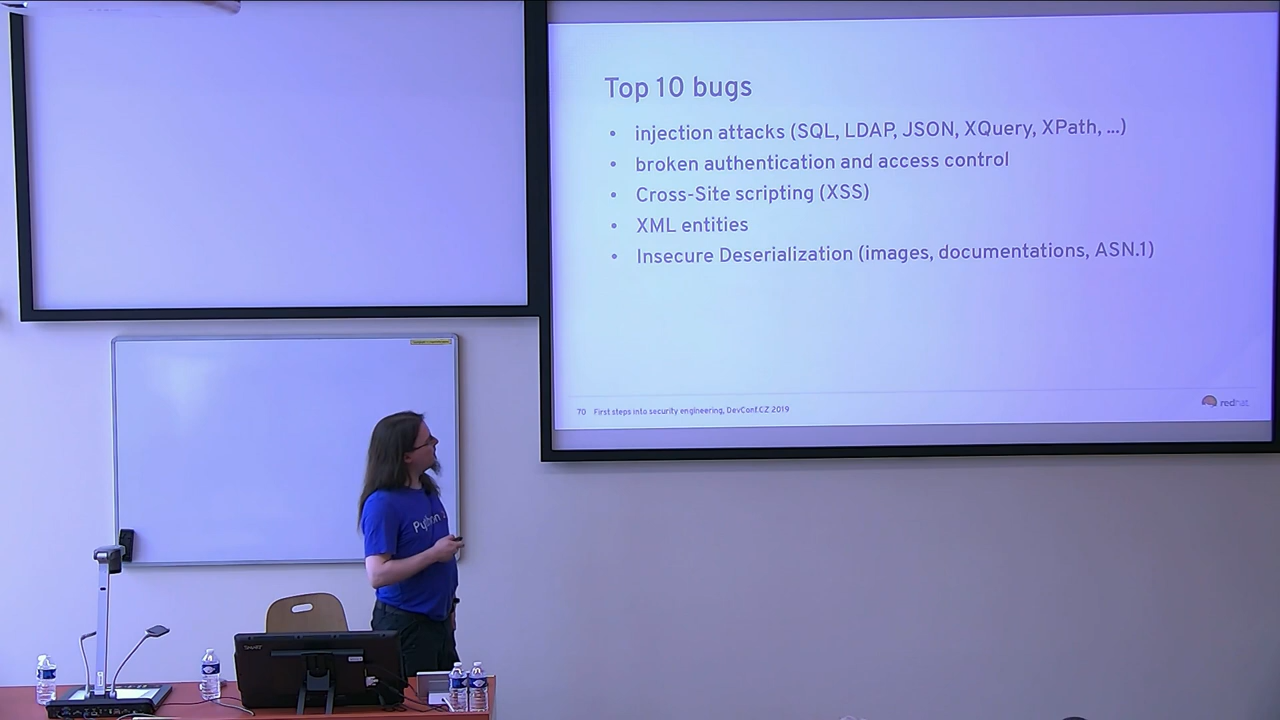 Top 10 bugs
• injection attacks (SQL, LDAP, JSON, XQuery, XPath, ...)
• broken authentication and access control
• Cross-Site scripting (XSS)
• XML entities
• Insecure Deserialization (images, documentations, ASN.1)
70 First steps into security engineering, DevConf.CZ 2019
redhat
Python